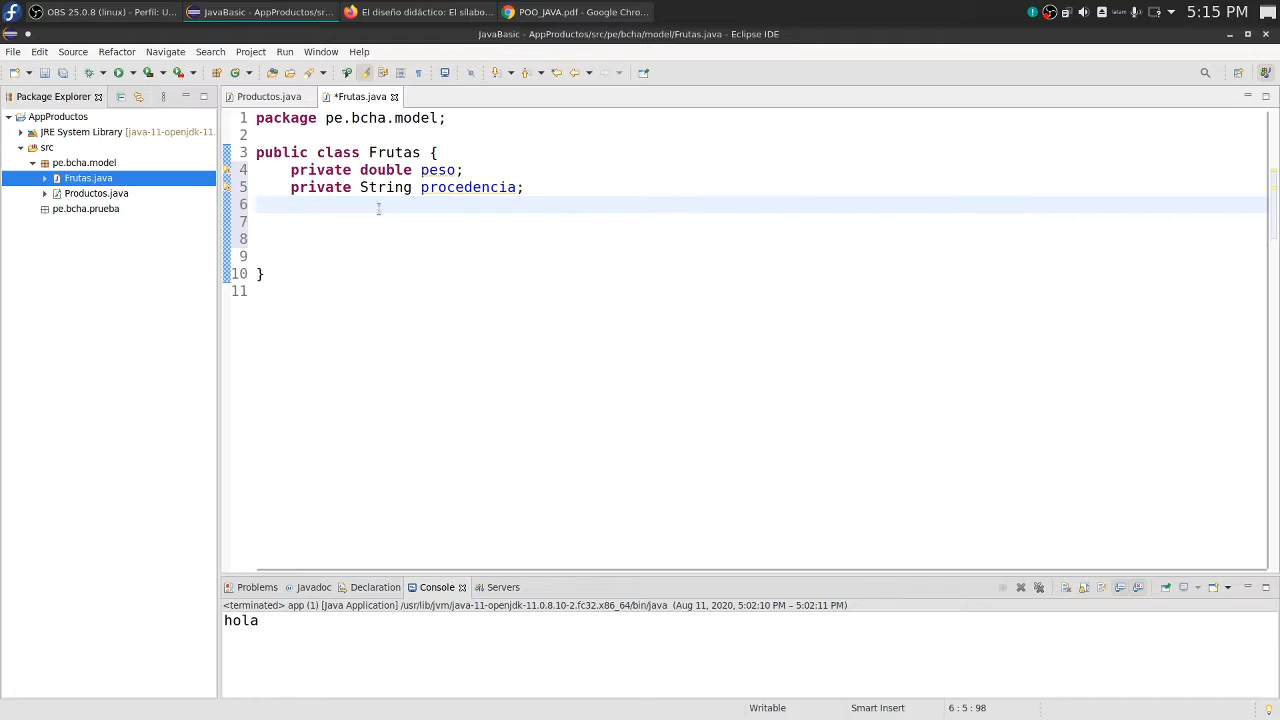 OBS 25.0.8 (linux) - Perfil: U... JavaBasic - AppProductos/sr... El diseño didáctico: El sílabo... POO_JAVA.pdf - Google Chro... latam 5:15 PM
JavaBasic - AppProductos/src/pe/bcha/model/Frutas.java - Eclipse IDE
File Edit Source Refactor Navigate Search Project Run Window Help
Package Explorer
Productos.java *Frutas.java
AppProductos
JRE System Library [java-11-openjdk-11.
src
pe.bcha.model
Frutas.java
Productos.java
pe.bcha.prueba
1 package pe.bcha.model;
2
3 public class Frutas {
4 private double peso;
5 private String procedencia;
6
7
8
9
10 }
11
Problems Javadoc Declaration Console Servers
<terminated> app (1) [Java Application] /usr/lib/jvm/java-11-openjdk-11.0.8.10-2.fc32.x86_64/bin/java (Aug 11, 2020, 5:02:10 PM – 5:02:11 PM)
hola
Writable Smart Insert 6 : 5 : 98